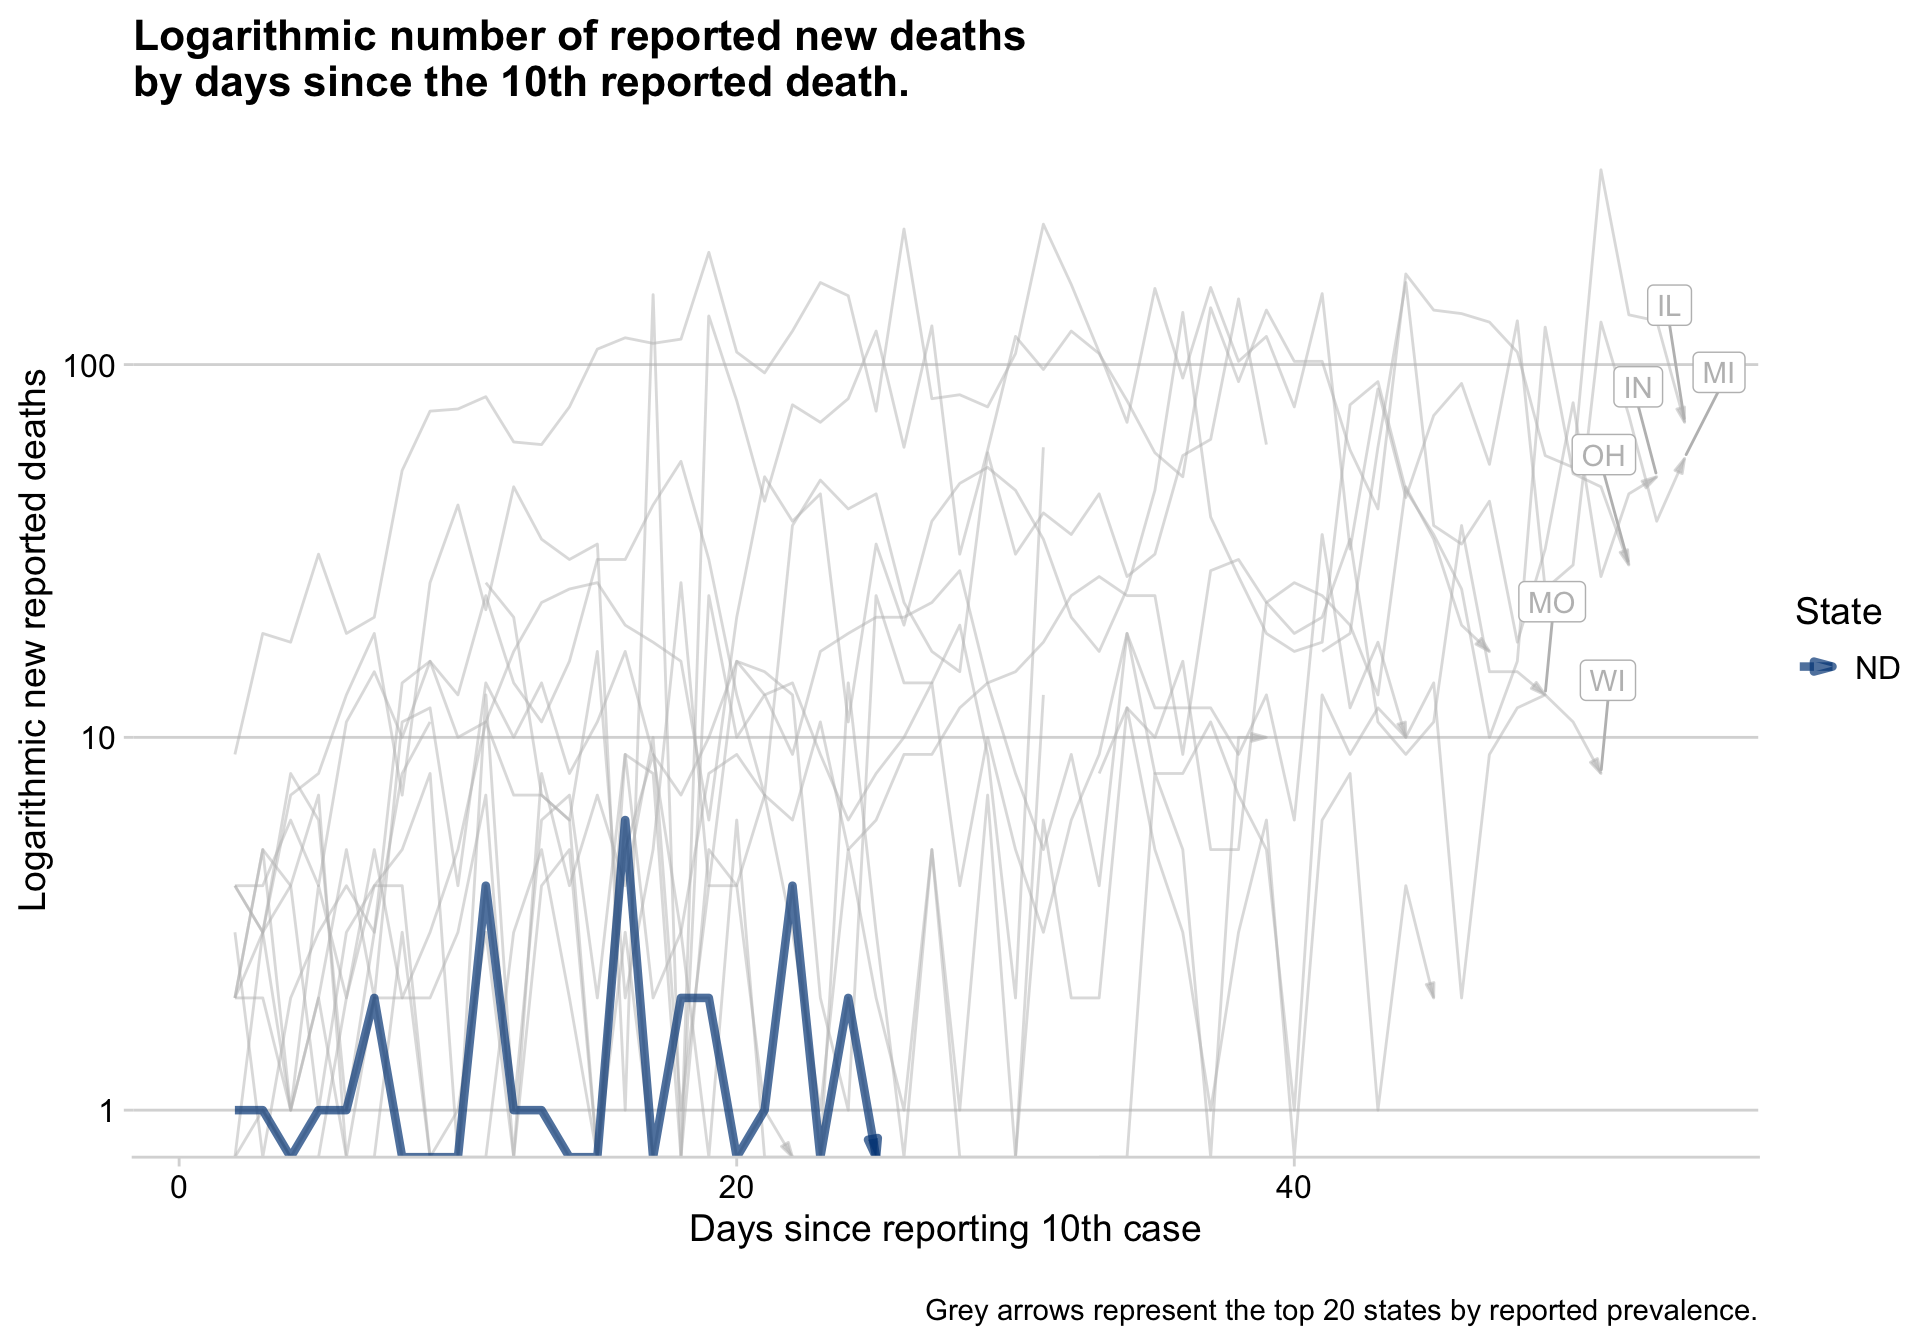 Logarithmic number of reported new deaths
by days since the 10th reported death.
Logarithmic new reported deaths
100
10
1
IL
MI
IN
OH
MO
WI
State
ND
0
20
40
Days since reporting 10th case
Grey arrows represent the top 20 states by reported prevalence.